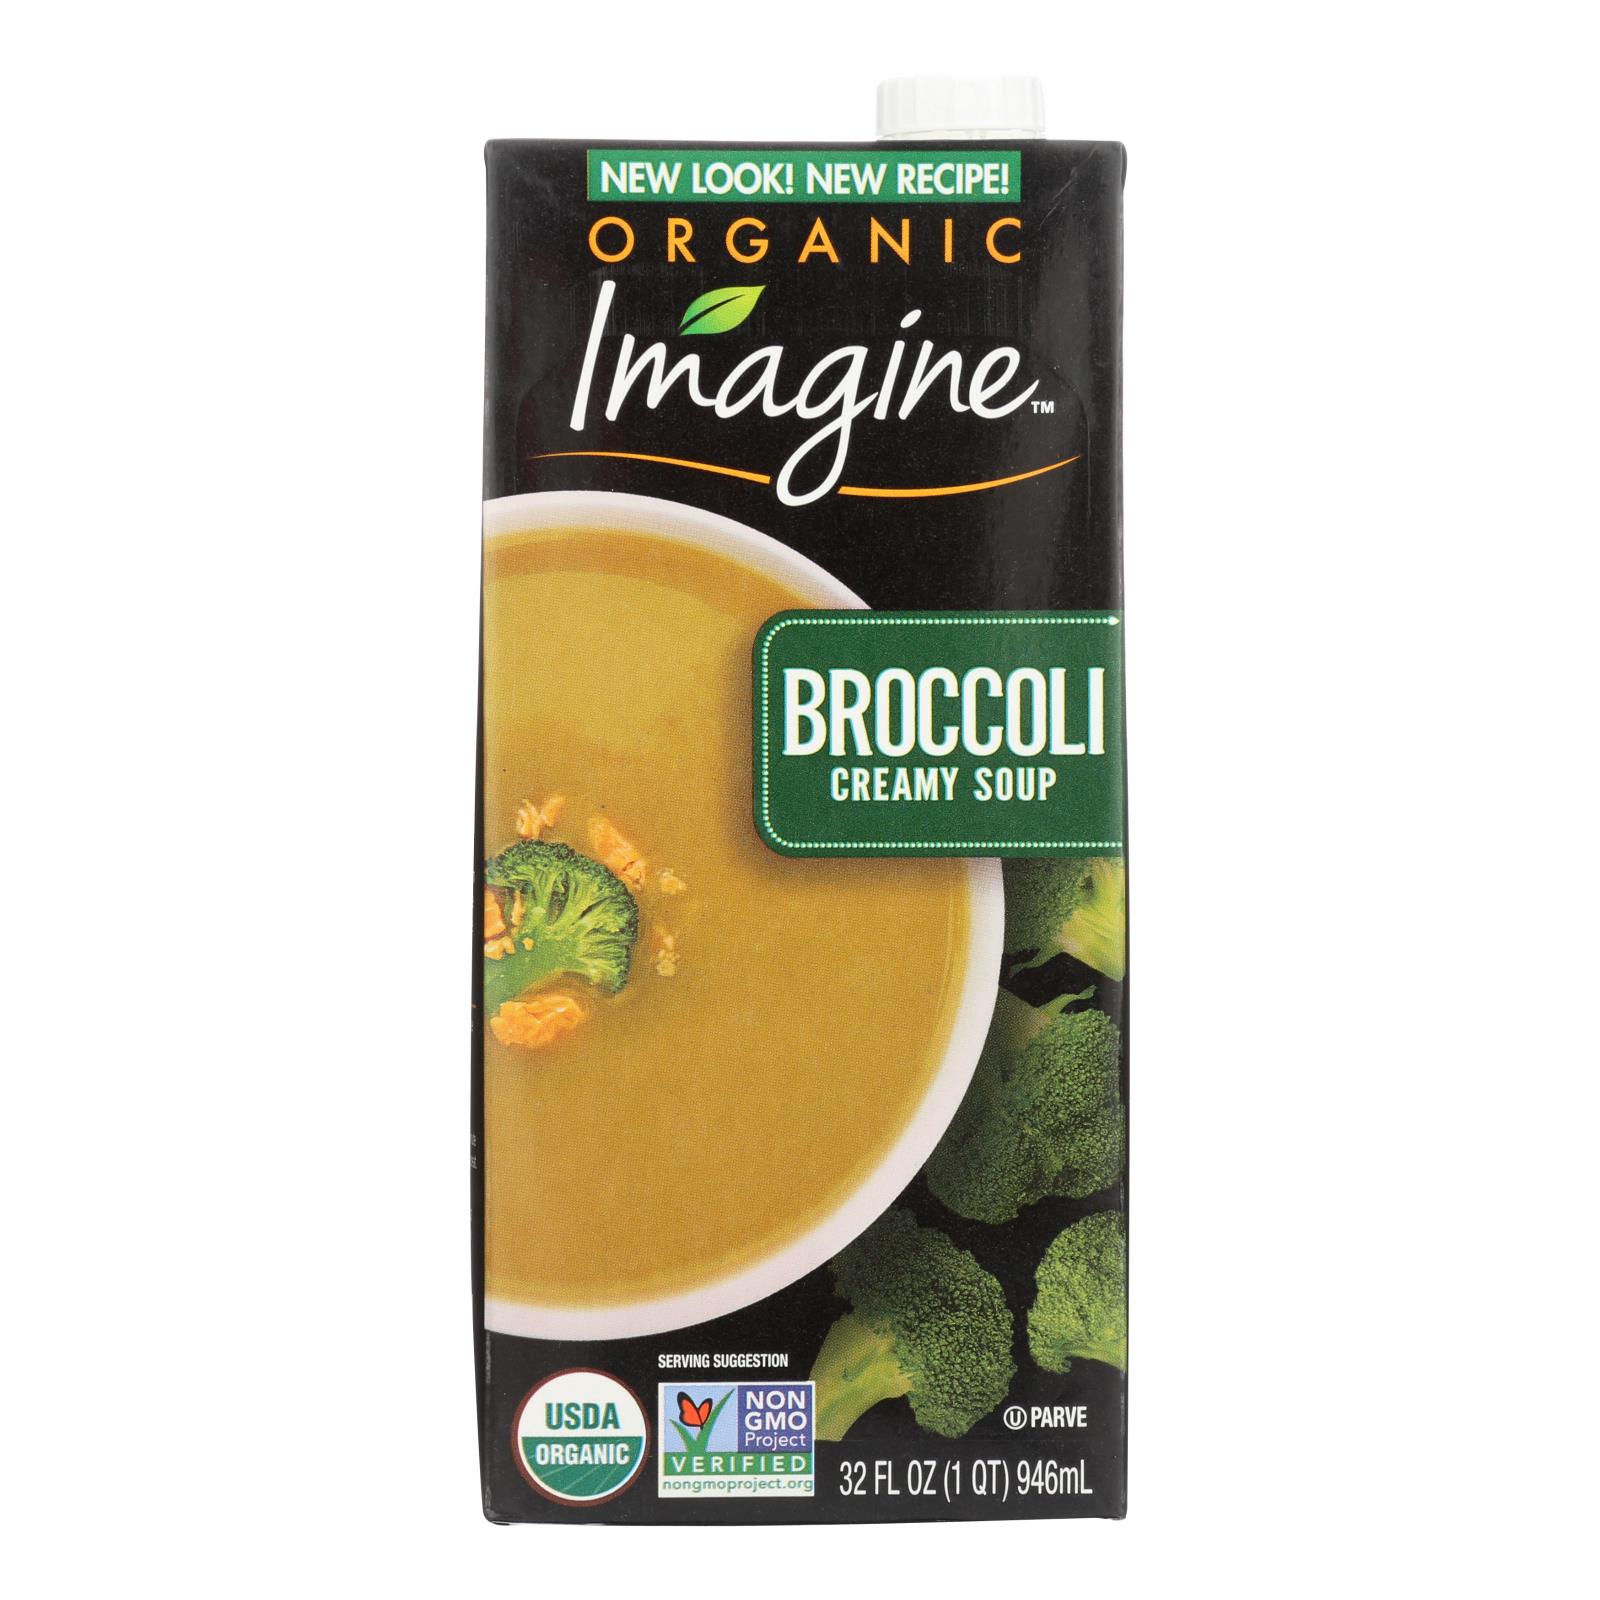 NEW LOOK! NEW RECIPE!
ORGANIC
Imagine™
BROCCOLI
CREAMY SOUP
SERVING SUGGESTION
USDA
ORGANIC
NON
GMO
Project
VERIFIED
nongmoproject.org
Ⓤ PARVE
32 FL OZ (1 QT) 946mL